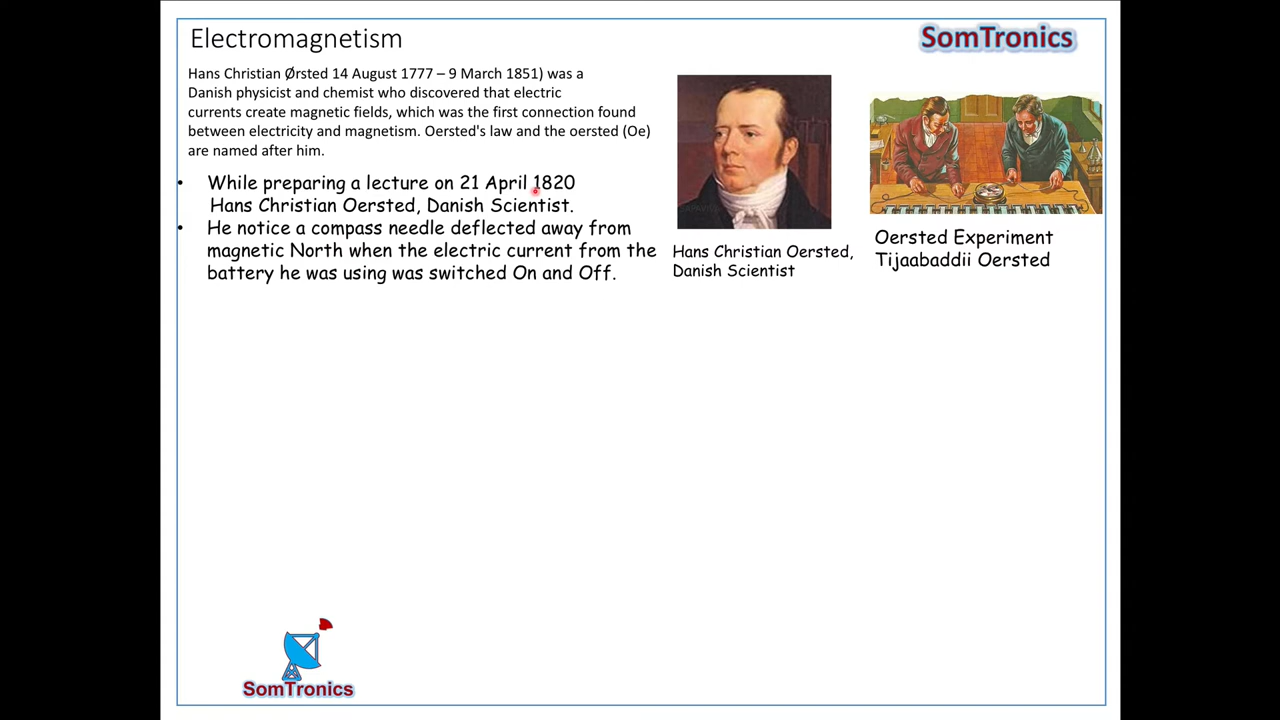 Electromagnetism
SomTronics
Hans Christian Ørsted 14 August 1777 – 9 March 1851) was a
Danish physicist and chemist who discovered that electric
currents create magnetic fields, which was the first connection found
between electricity and magnetism. Oersted's law and the oersted (Oe)
are named after him.
• While preparing a lecture on 21 April 1820
Hans Christian Oersted, Danish Scientist.
• He notice a compass needle deflected away from
magnetic North when the electric current from the
battery he was using was switched On and Off.
Hans Christian Oersted,
Danish Scientist
Oersted Experiment
Tijaabaddii Oersted
SomTronics